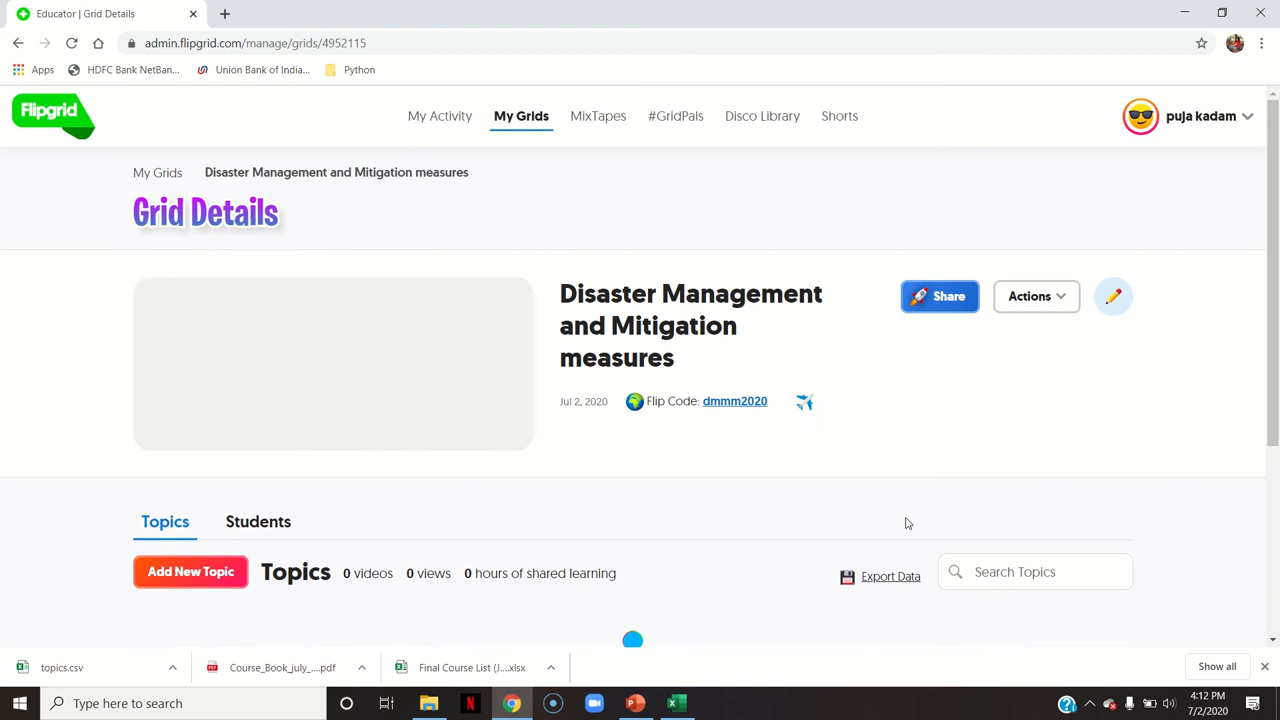 Educator | Grid Details
admin.flipgrid.com/manage/grids/4952115
Apps
HDFC Bank NetBan...
Union Bank of India...
Python
Flipgrid
My Activity
My Grids
MixTapes
#GridPals
Disco Library
Shorts
puja kadam
My Grids
Disaster Management and Mitigation measures
Grid Details
Disaster Management
and Mitigation
measures
Share
Actions
Jul 2, 2020
Flip Code: dmmm2020
Topics
Students
Add New Topic
Topics
0 videos
0 views
0 hours of shared learning
Export Data
Search Topics
topics.csv
Course_Book_july_....pdf
Final Course List (J....xlsx
Show all
Type here to search
4:12 PM
7/2/2020